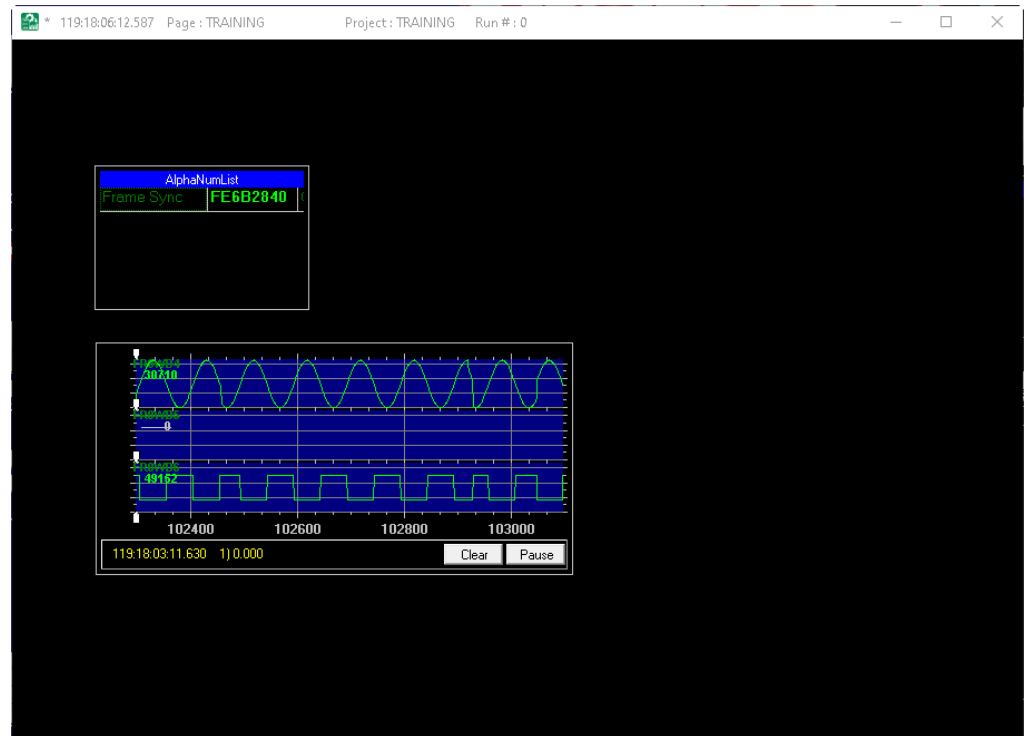 * 119:18:06:12.587 Page : TRAINING Project : TRAINING Run # : 0
AlphaNumList
Frame Sync FE6B2840
30710
0
49152
102400 102600 102800 103000
119:18:03:11.630 1) 0.000 Clear Pause